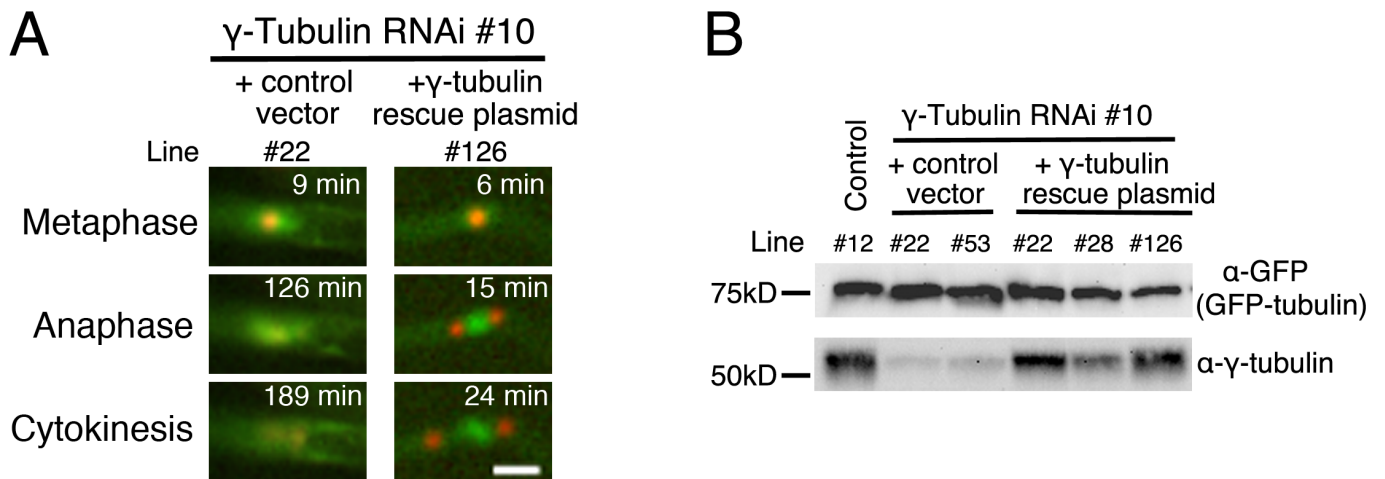 A
γ-Tubulin RNAi #10
+ control
vector
+γ-tubulin
rescue plasmid
Line
#22
#126
Metaphase
9 min
6 min
Anaphase
126 min
15 min
Cytokinesis
189 min
24 min
B
Control
γ-Tubulin RNAi #10
+ control
vector
+ γ-tubulin
rescue plasmid
Line
#12
#22
#53
#22
#28
#126
75kD
α-GFP
(GFP-tubulin)
50kD
α-γ-tubulin